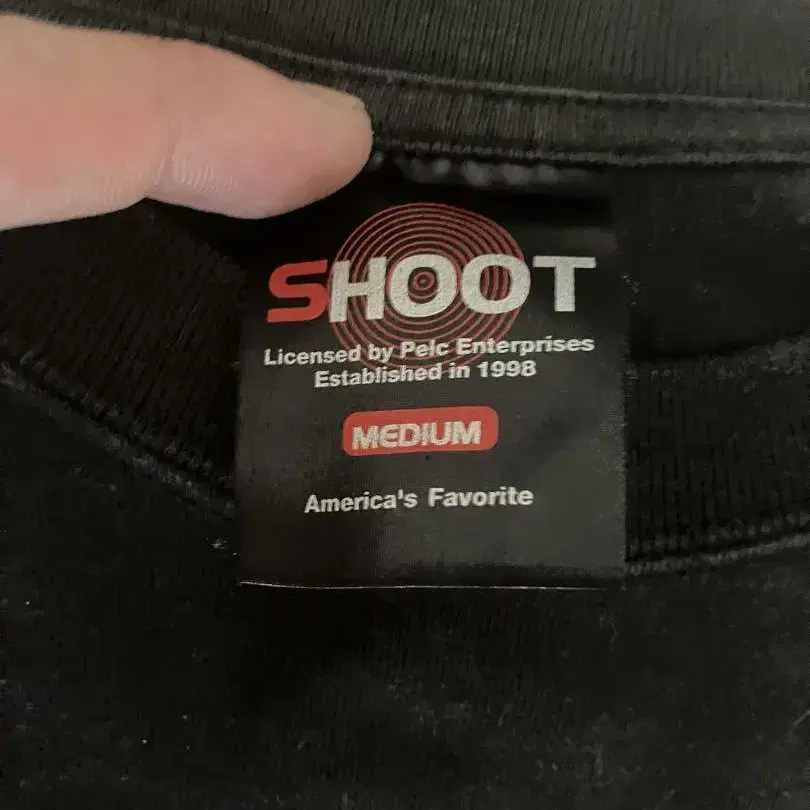 SHOOT
Licensed by Pelc Enterprises
Established in 1998
MEDIUM
America's Favorite